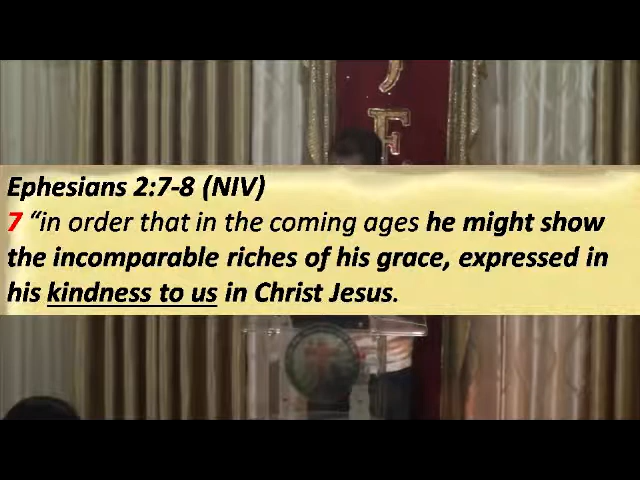 J
E
Ephesians 2:7-8 (NIV)
7 “in order that in the coming ages he might show
the incomparable riches of his grace, expressed in
his kindness to us in Christ Jesus.